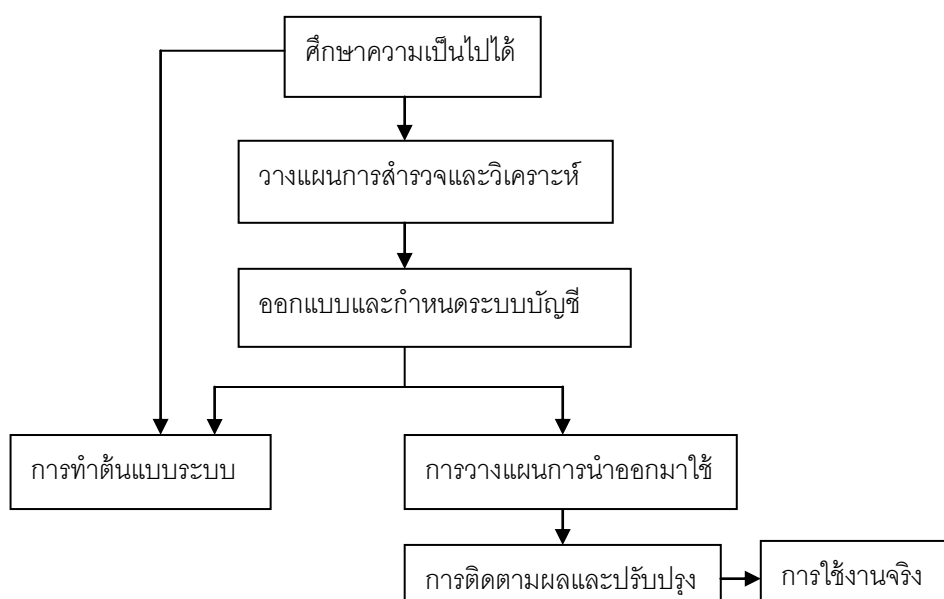 ศึกษาความเป็นไปได้
วางแผนการสำรวจและวิเคราะห์
ออกแบบและกำหนดระบบบัญชี
การทำต้นแบบระบบ
การวางแผนการนำออกมาใช้
การติดตามผลและปรับปรุง
การใช้งานจริง